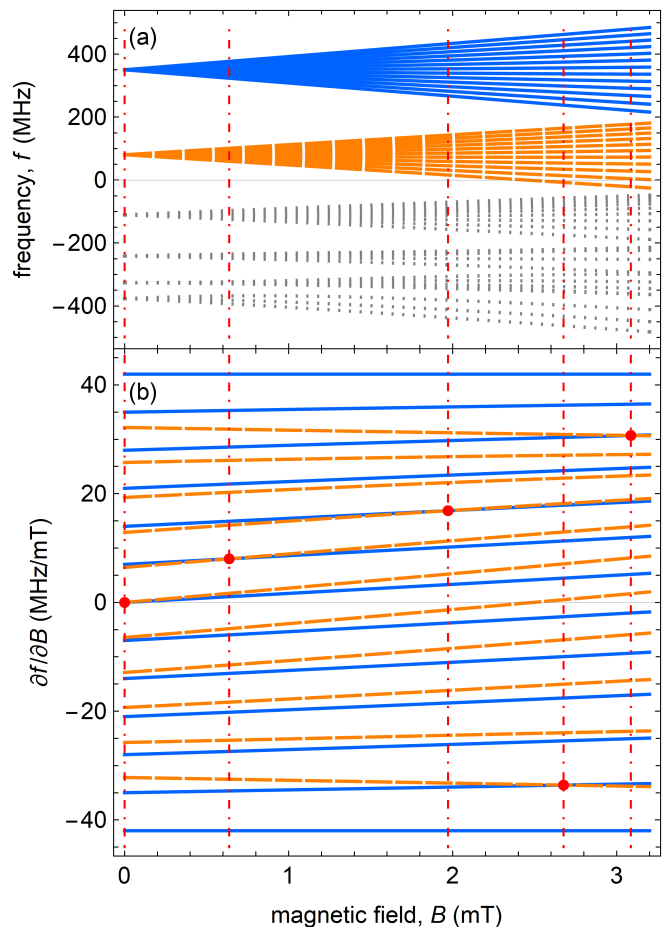 (a)
400
200
0
−200
−400
frequency, f (MHz)
(b)
40
20
0
−20
−40
∂f/∂B (MHz/mT)
0 1 2 3
magnetic field, B (mT)